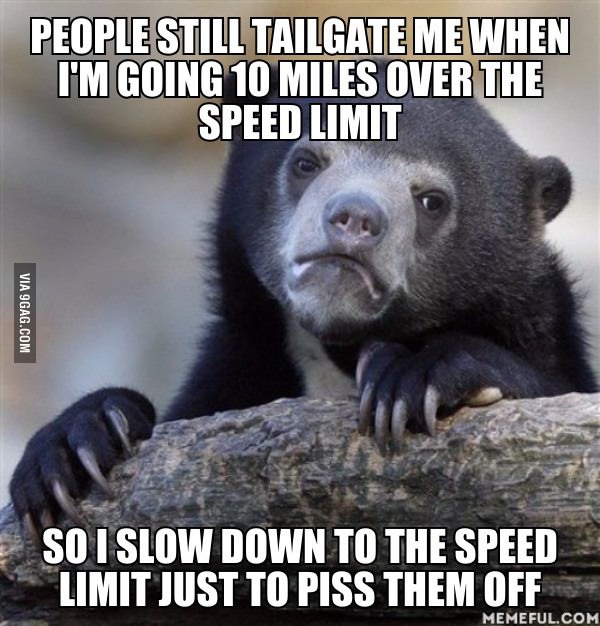 PEOPLE STILL TAILGATE ME WHEN
I'M GOING 10 MILES OVER THE
SPEED LIMIT
VIA 9GAG.COM
SO I SLOW DOWN TO THE SPEED
LIMIT JUST TO PISS THEM OFF
MEMEFUL.COM